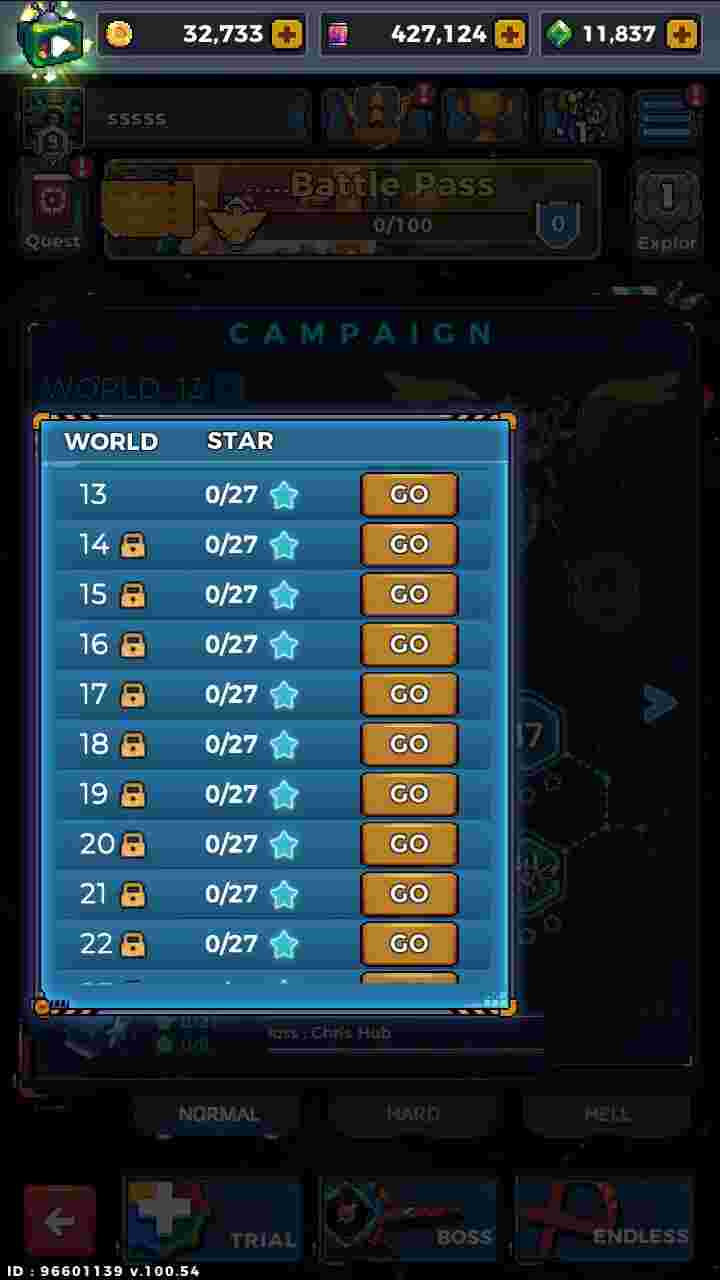 32,733 427,124 11,837
19 sssss 1
Battle Pass
0/100 0
1
Quest Explor
CAMPAIGN
WORLD 13
WORLD STAR
13 0/27 GO
14 0/27 GO
15 0/27 GO
16 0/27 GO
17 0/27 GO
18 0/27 GO
19 0/27 GO
20 0/27 GO
21 0/27 GO
22 0/27 GO
17
: Chris Hub
NORMAL HARD HELL
TRIAL BOSS ENDLESS
ID : 96601139 v.100.54